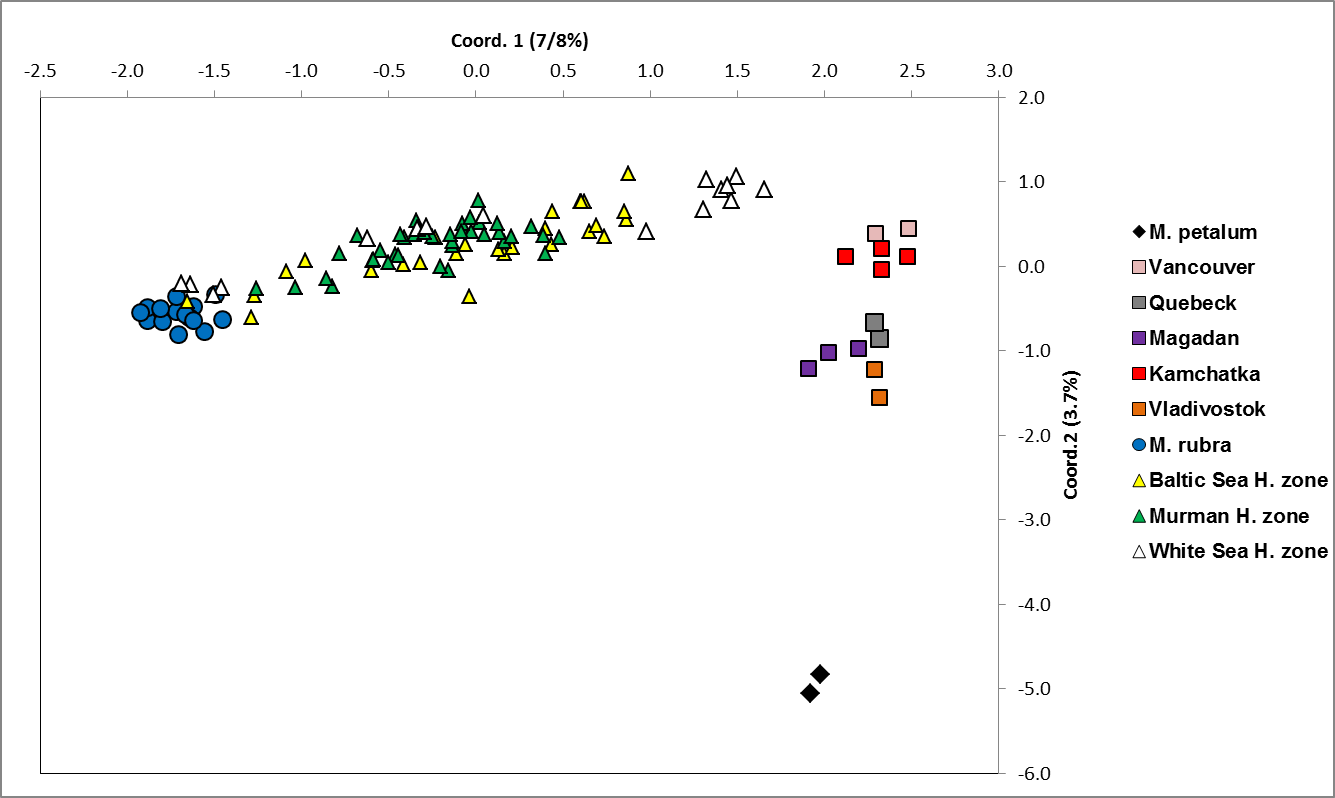 Coord. 1 (7/8%)
-2.5 -2.0 -1.5 -1.0 -0.5 0.0 0.5 1.0 1.5 2.0 2.5 3.0
2.0
1.0
0.0
-1.0
-2.0
-3.0
-4.0
-5.0
-6.0
Coord.2 (3.7%)
M. petalum
Vancouver
Quebeck
Magadan
Kamchatka
Vladivostok
M. rubra
Baltic Sea H. zone
Murman H. zone
White Sea H. zone